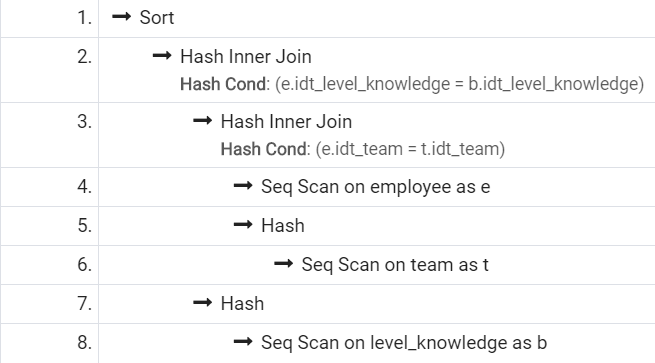 1. → Sort
2. → Hash Inner Join
Hash Cond: (e.idt_level_knowledge = b.idt_level_knowledge)
3. → Hash Inner Join
Hash Cond: (e.idt_team = t.idt_team)
4. → Seq Scan on employee as e
5. → Hash
6. → Seq Scan on team as t
7. → Hash
8. → Seq Scan on level_knowledge as b